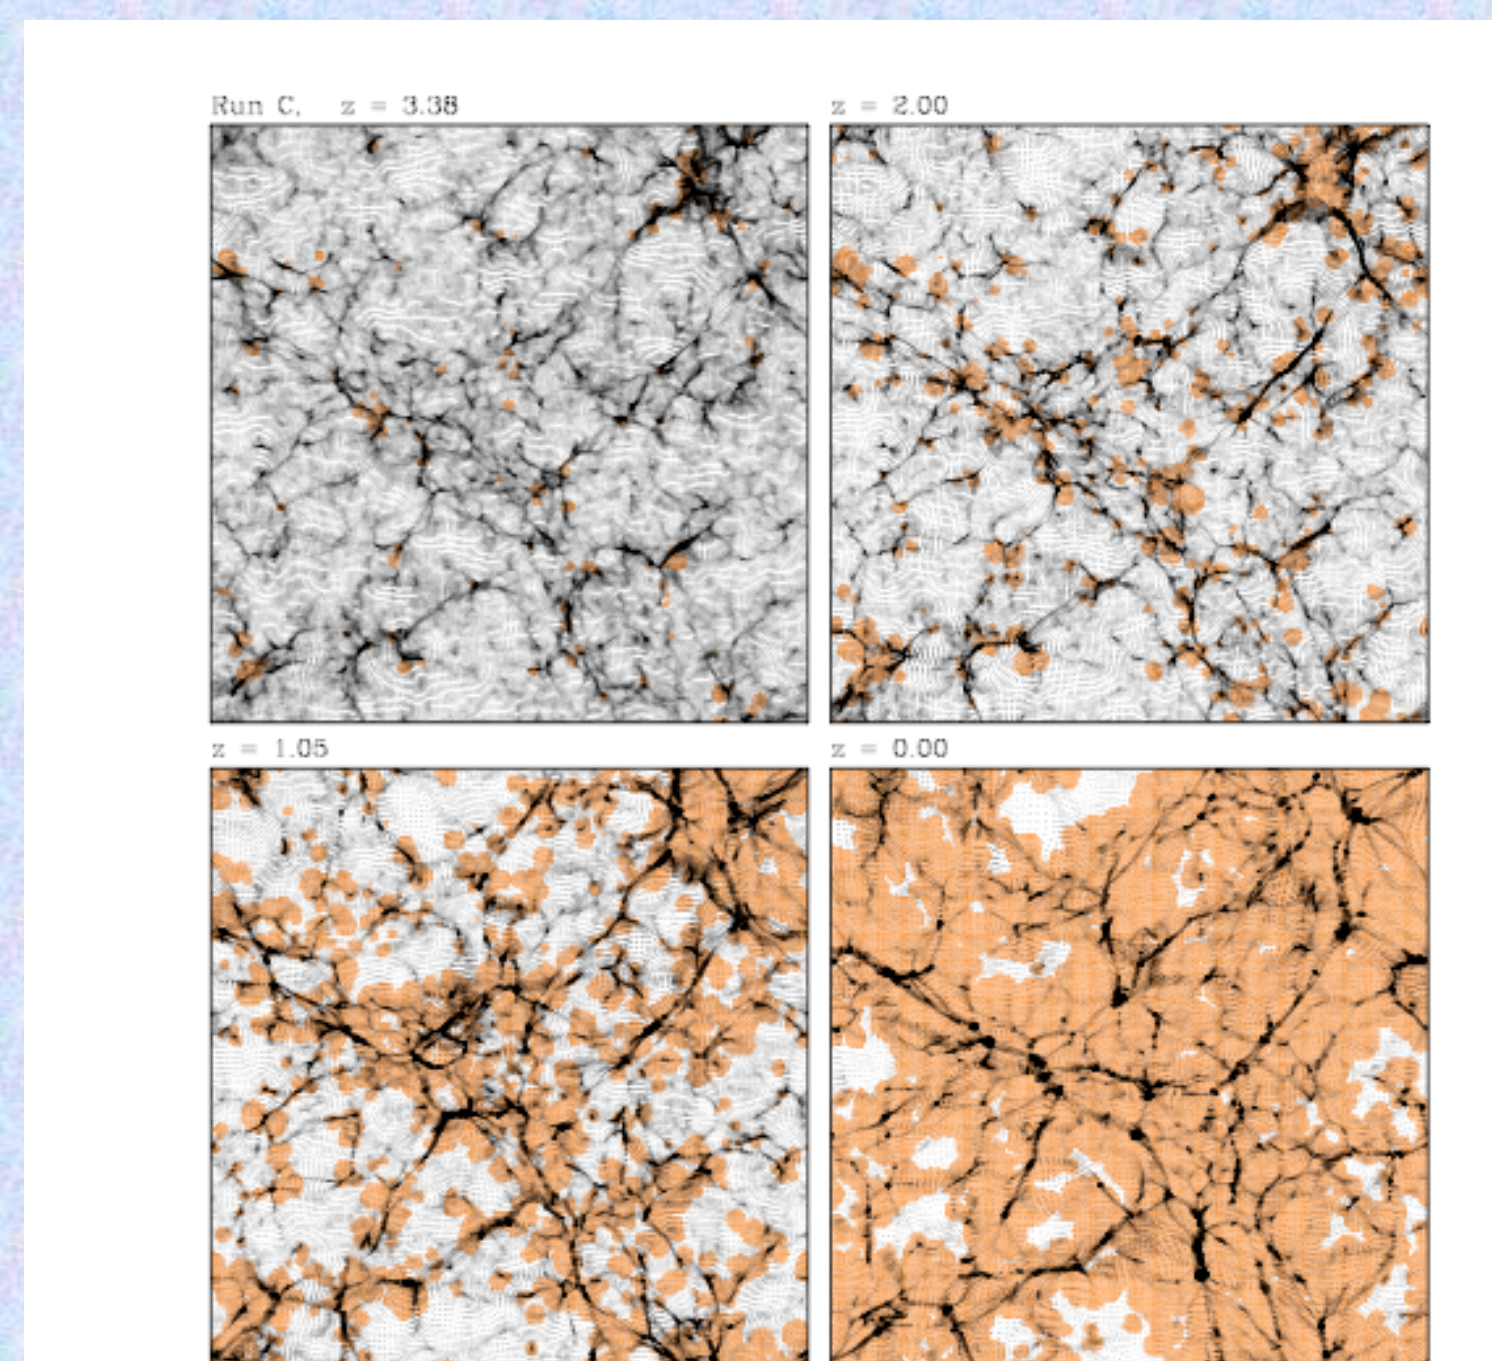 Run C, z = 3.38
z = 2.00
z = 1.05
z = 0.00